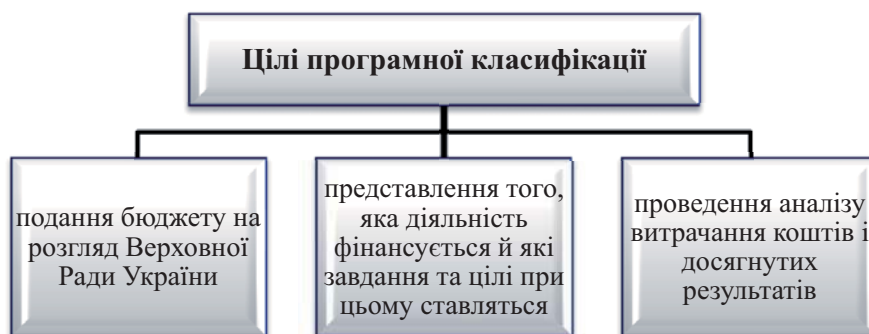 Цілі програмної класифікації
подання бюджету на
розгляд Верховної
Ради України
представлення того,
яка діяльність
фінансується й які
завдання та цілі при
цьому ставляться
проведення аналізу
витрачання коштів і
досягнутих
результатів